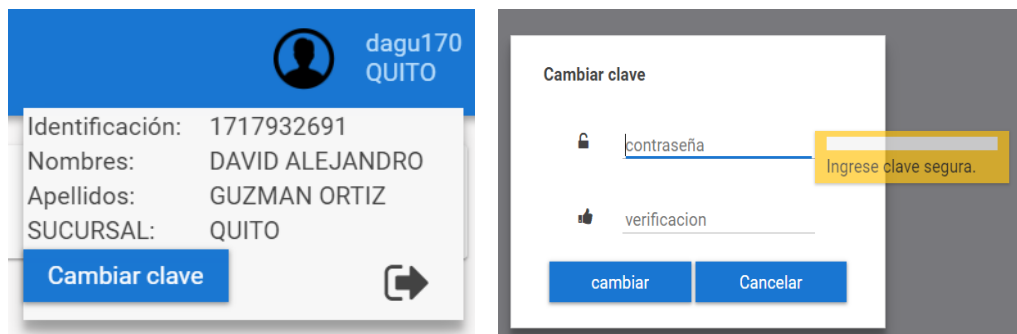 dagu170
QUITO
Identificación: 1717932691
Nombres: DAVID ALEJANDRO
Apellidos: GUZMAN ORTIZ
SUCURSAL: QUITO
Cambiar clave
Cambiar clave
contraseña
Ingrese clave segura.
verificacion
cambiar Cancelar